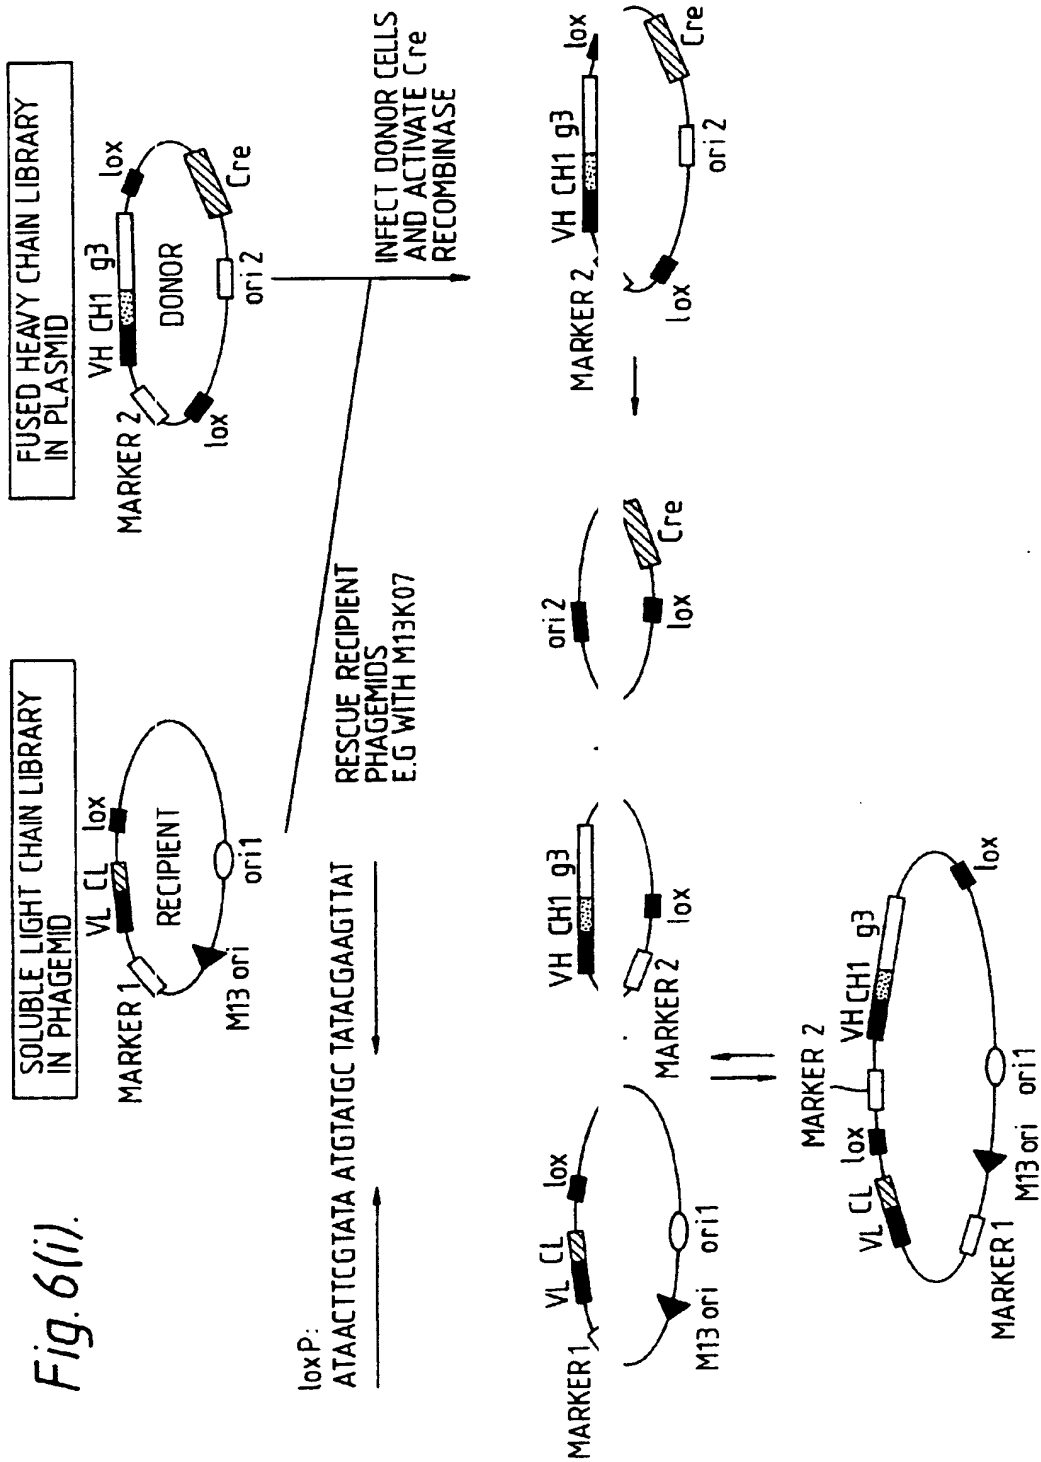 Fig. 6(i).
SOLUBLE LIGHT CHAIN LIBRARY
IN PHAGEMID
VL CL
lox
MARKER 1
RECIPIENT
M13 ori
ori1
FUSED HEAVY CHAIN LIBRARY
IN PLASMID
VH CH1 g3
lox
MARKER 2
DONOR
lox
ori 2
Cre
loxP:
ATAACTTCGTATA ATGTATGC TATACGAAGTTAT
RESCUE RECIPIENT
PHAGEMIDS
E.G WITH M13K07
INFECT DONOR CELLS
AND ACTIVATE Cre
RECOMBINASE
MARKER 1
VL CL
lox
M13 ori
ori1
VH CH1 g3
MARKER 2
lox
ori 2
lox
Cre
MARKER 2
VH CH1 g3
lox
lox
ori 2
Cre
VL CL
lox
MARKER 2
VH CH1
g3
MARKER 1
M13 ori
ori1
lox